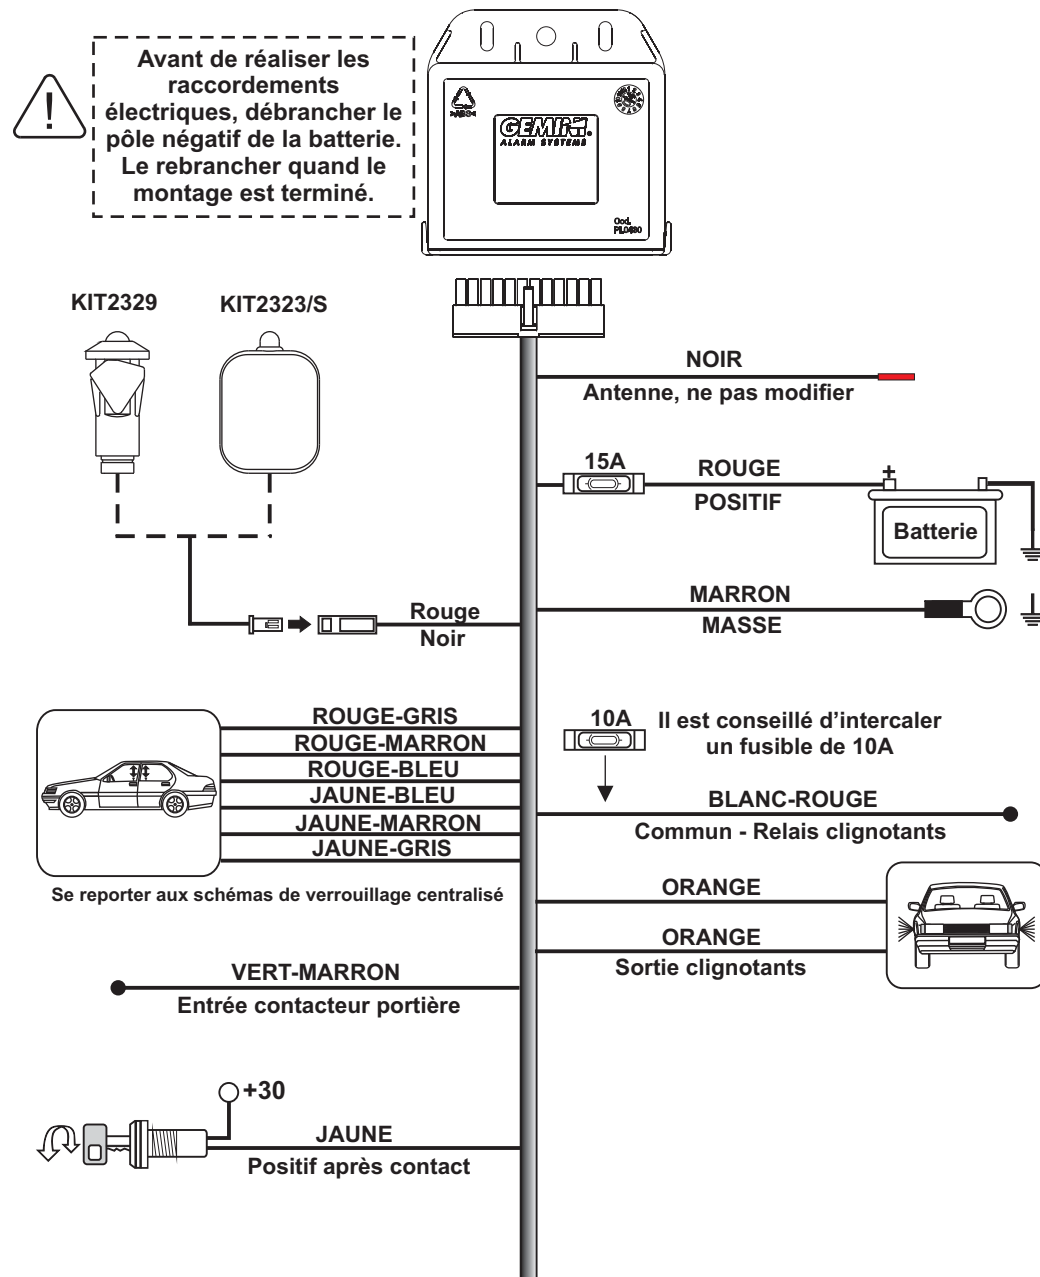 Avant de réaliser les
raccordements
électriques, débrancher le
pôle négatif de la batterie.
Le rebrancher quand le
montage est terminé.
>ABS<
GEMINI.
ALARM SYSTEMS
Cod.
KIT2329
KIT2323/S
NOIR
Antenne, ne pas modifier
15A
ROUGE
POSITIF
+
Batterie
MARRON
MASSE
Rouge
Noir
ROUGE-GRIS
ROUGE-MARRON
ROUGE-BLEU
JAUNE-BLEU
JAUNE-MARRON
JAUNE-GRIS
Se reporter aux schémas de verrouillage centralisé
10A
Il est conseillé d’intercaler
un fusible de 10A
BLANC-ROUGE
Commun - Relais clignotants
ORANGE
ORANGE
Sortie clignotants
VERT-MARRON
Entrée contacteur portière
+30
JAUNE
Positif après contact